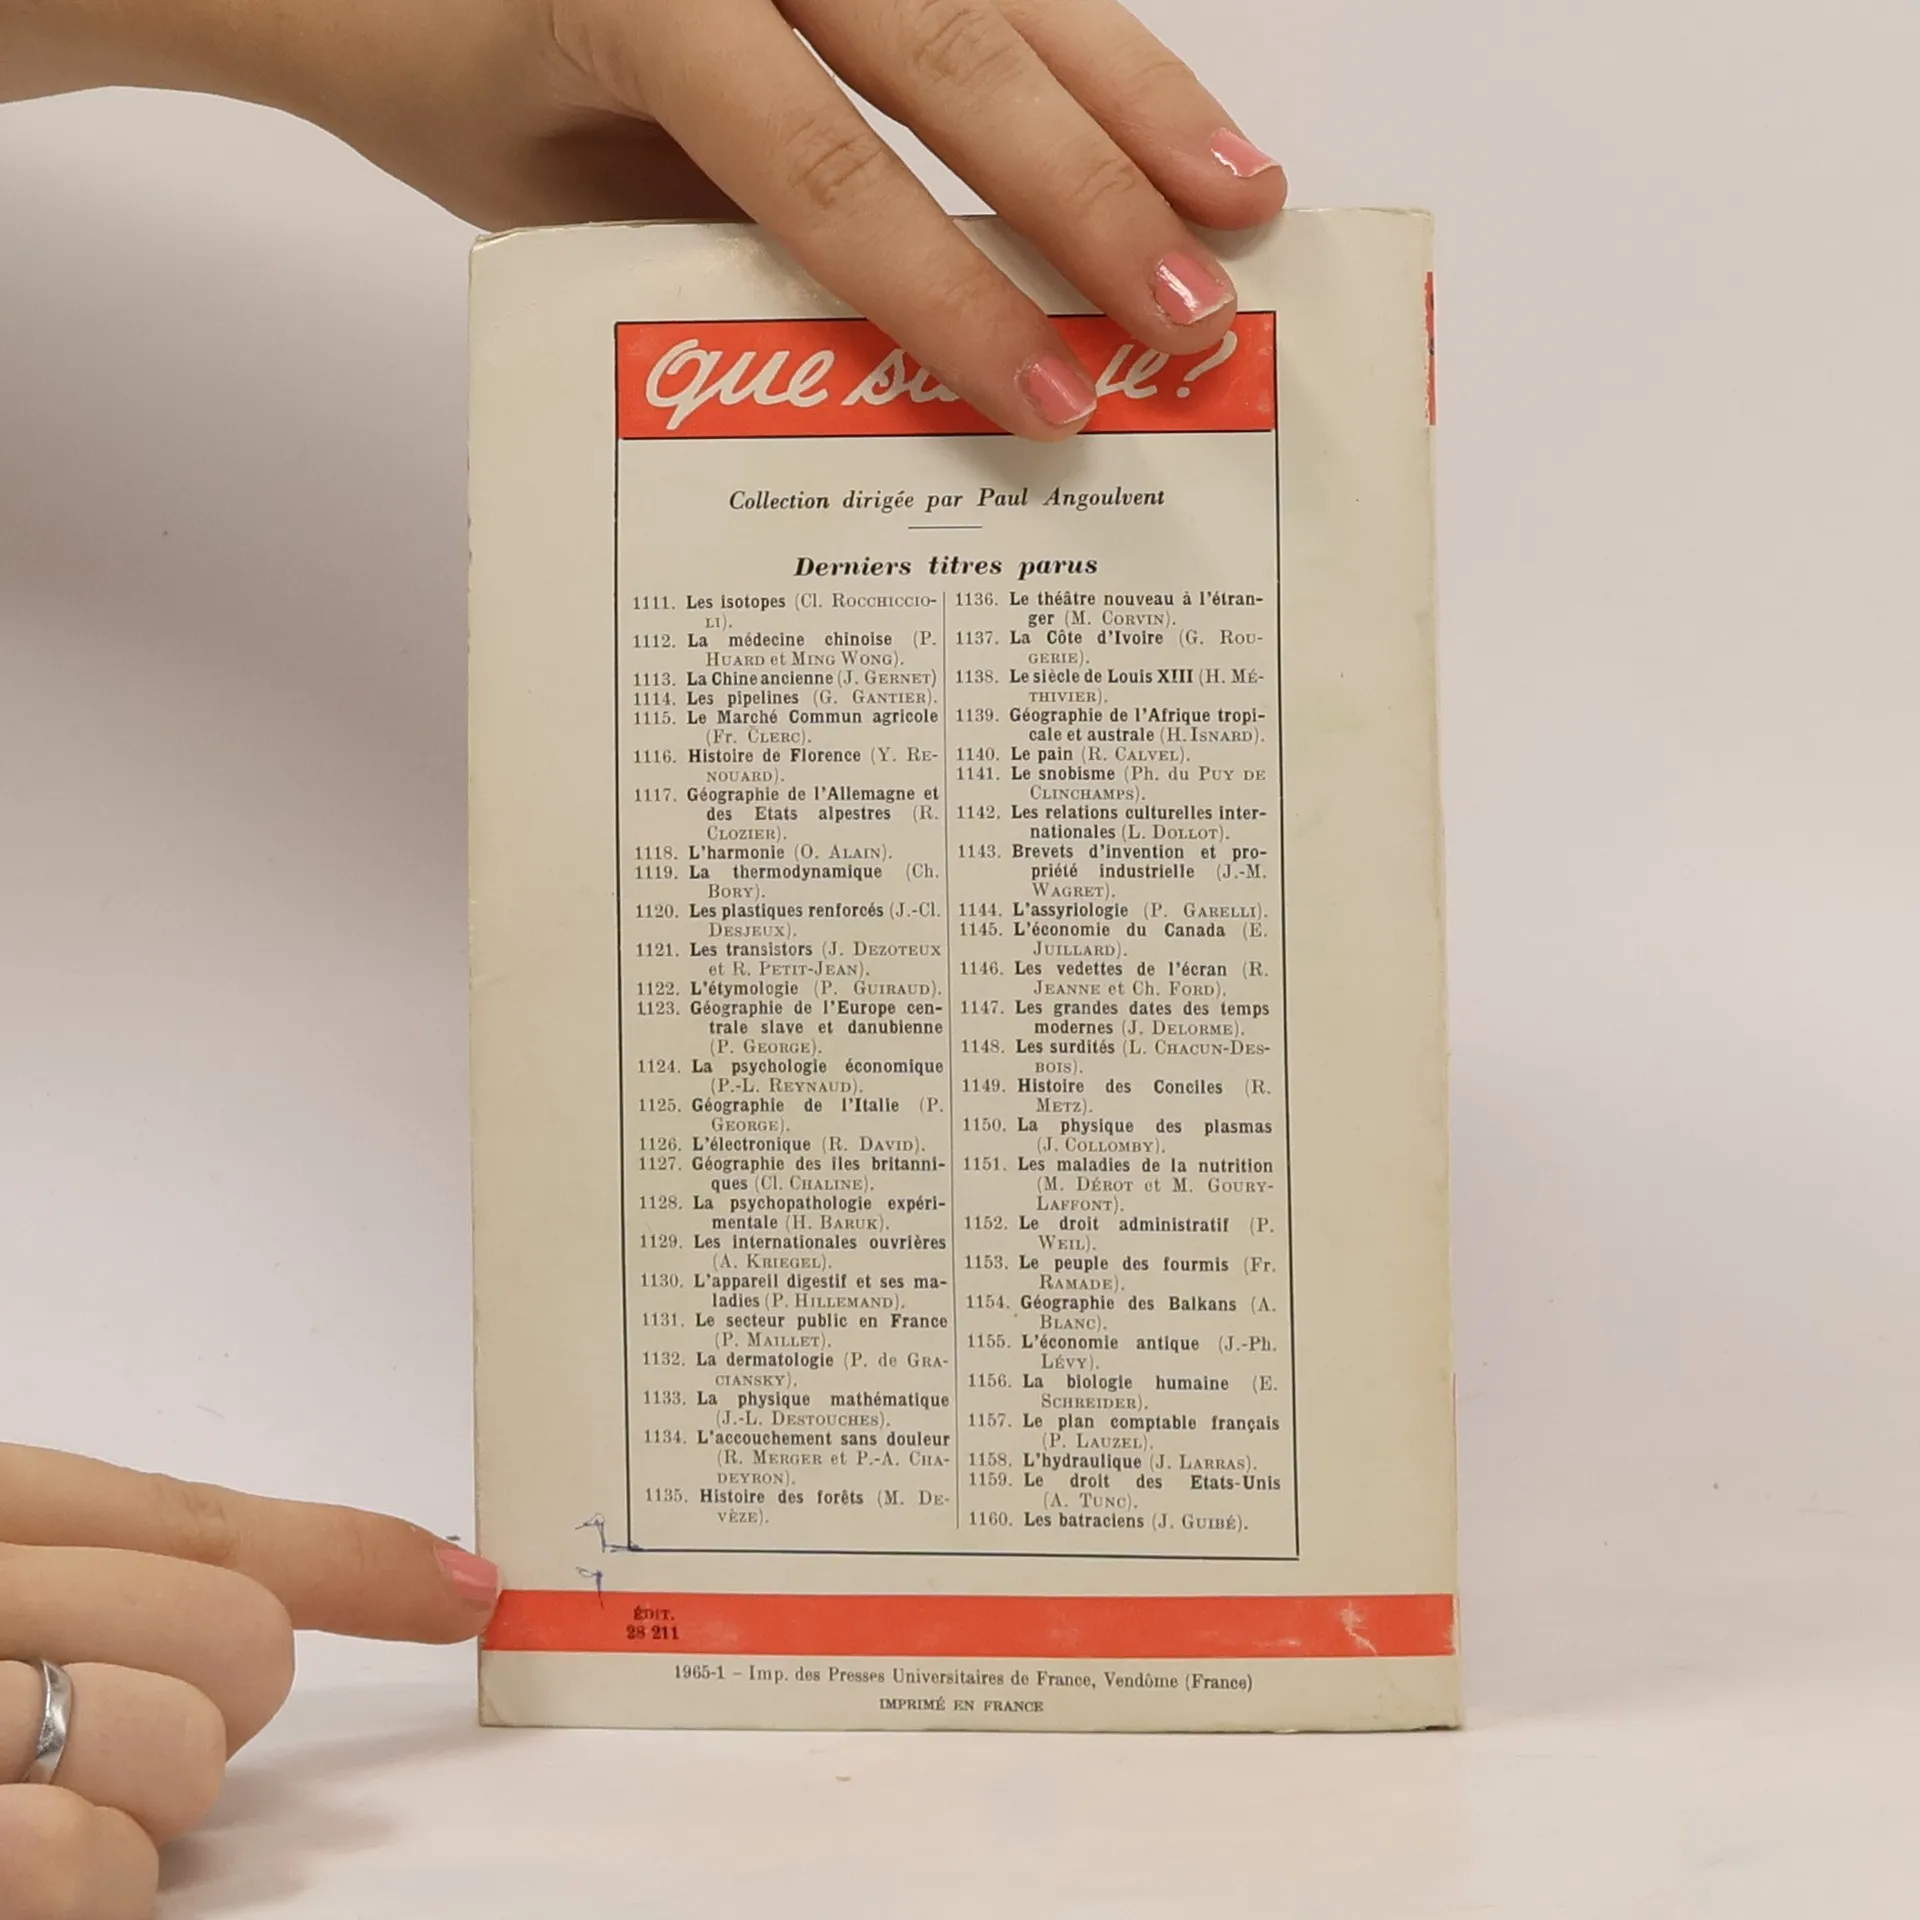 que
je?
Collection dirigée par Paul Angoulvent
Derniers titres parus
1111. Les isotopes (Cl. ROCCHICCIO-
LI).
1112. La médecine chinoise (P.
HUARD et MING WONG).
1113. La Chine ancienne (J. GERNET)
1114. Les pipelines (G. GANTIER).
1115. Le Marché Commun agricole
(Fr. CLERC).
1116. Histoire de Florence (Y. RE-
NOUARD).
1117. Géographie de l'Allemagne et
des Etats alpestres (R.
CLOZIER).
1118. L'harmonie (O. ALAIN).
1119. La thermodynamique (Ch.
BORY).
1120. Les plastiques renforcés (J.-Cl.
DESJEUX).
1121. Les transistors (J. DEZOTEUX
et R. PETIT-JEAN).
1122. L'étymologie (P. GUIRAUD).
1123. Géographie de l'Europe cen-
trale slave et danubienne
(P. GEORGE).
1124. La psychologie économique
(P.-L. REYNAUD).
1125. Géographie de l'Italie (P.
GEORGE).
1126. L'électronique (R. DAVID).
1127. Géographie des îles britanni-
ques (Cl. CHALINE).
1128. La psychopathologie expéri-
mentale (H. BARUK).
1129. Les internationales ouvrières
(A. KRIEGEL).
1130. L'appareil digestif et ses ma-
ladies (P. HILLEMAND).
1131. Le secteur public en France
(P. MAILLET).
1132. La dermatologie (P. de GRA-
CIANSKY).
1133. La physique mathématique
(J.-L. DESTOUCHES).
1134. L'accouchement sans douleur
(R. MERGER et P.-A. CHA-
DEYRON).
1135. Histoire des forêts (M. DE-
VÈZE).
1136. Le théâtre nouveau à l'étran-
ger (M. CORVIN).
1137. La Côte d'Ivoire (G. ROU-
GERIE).
1138. Le siècle de Louis XIII (H. MÉ-
THIVIER).
1139. Géographie de l'Afrique tropi-
cale et australe (H. ISNARD).
1140. Le pain (R. CALVEL).
1141. Le snobisme (Ph. du PUY DE
CLINCHAMPS).
1142. Les relations culturelles inter-
nationales (L. DOLLOT).
1143. Brevets d'invention et pro-
priété industrielle (J.-M.
WAGRET).
1144. L'assyriologie (P. GARELLI).
1145. L'économie du Canada (E.
JUILLARD).
1146. Les vedettes de l'écran (R.
JEANNE et Ch. FORD).
1147. Les grandes dates des temps
modernes (J. DELORME).
1148. Les surdités (L. CHACUN-DES-
BOIS).
1149. Histoire des Conciles (R.
METZ).
1150. La physique des plasmas
(J. COLLOMBY).
1151. Les maladies de la nutrition
(M. DÉROT et M. GOURY-
LAFFONT).
1152. Le droit administratif (P.
WEIL).
1153. Le peuple des fourmis (Fr.
RAMADE).
1154. Géographie des Balkans (A.
BLANC).
1155. L'économie antique (J.-Ph.
LÉVY).
1156. La biologie humaine (E.
SCHREIDER).
1157. Le plan comptable français
(P. LAUZEL).
1158. L'hydraulique (J. LARRAS).
1159. Le droit des Etats-Unis
(A. TUNC).
1160. Les batraciens (J. GUIBÉ).
ÉDIT.
28 211
1965-1 – Imp. des Presses Universitaires de France, Vendôme (France)
IMPRIMÉ EN FRANCE